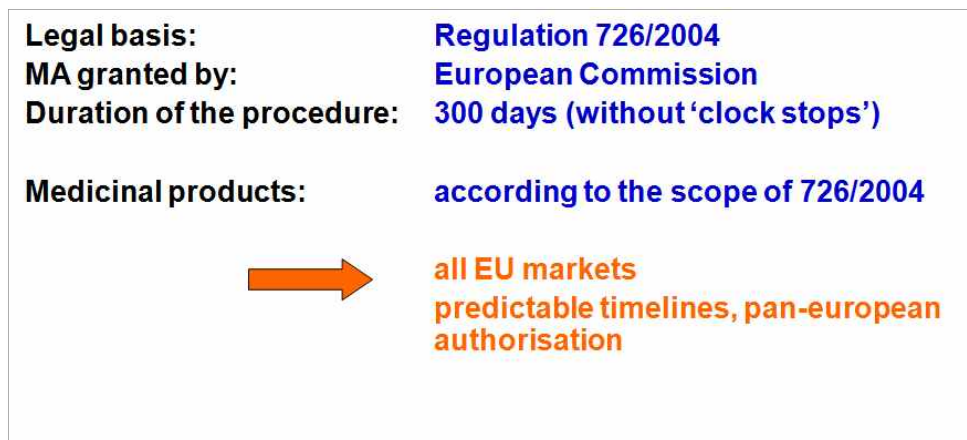 Legal basis: Regulation 726/2004
MA granted by: European Commission
Duration of the procedure: 300 days (without ‘clock stops’)
Medicinal products: according to the scope of 726/2004
all EU markets
predictable timelines, pan-european
authorisation